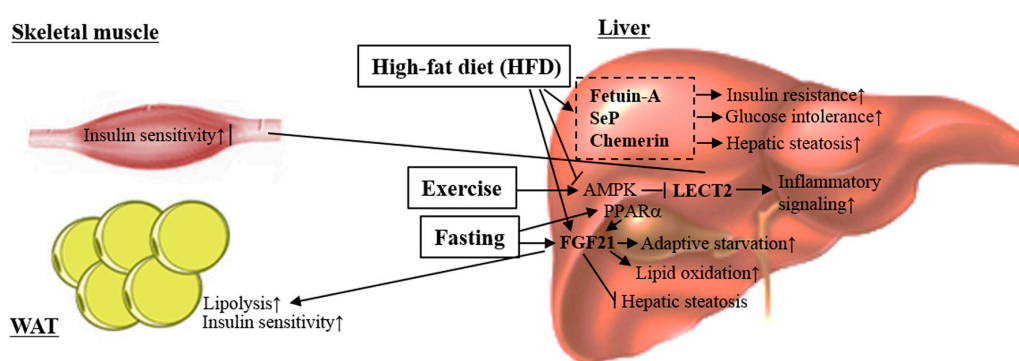 Skeletal muscle
Liver
High-fat diet (HFD)
Fetuin-A
Insulin resistance↑
SeP
Glucose intolerance↑
Chemerin
Hepatic steatosis↑
Insulin sensitivity↑
Exercise
AMPK
LECT2
Inflammatory
signaling↑
PPARα
Fasting
FGF21
Adaptive starvation↑
Lipid oxidation↑
Hepatic steatosis
Lipolysis↑
Insulin sensitivity↑
WAT